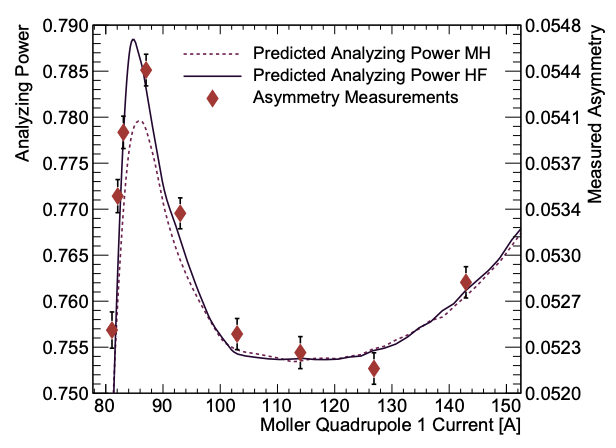 Analyzing Power
0.790
0.785
0.780
0.775
0.770
0.765
0.760
0.755
0.750
Predicted Analyzing Power MH
Predicted Analyzing Power HF
Asymmetry Measurements
0.0548
0.0544
0.0541
0.0537
0.0534
0.0530
0.0527
0.0523
0.0520
Measured Asymmetry
80 90 100 110 120 130 140 150
Moller Quadrupole 1 Current [A]